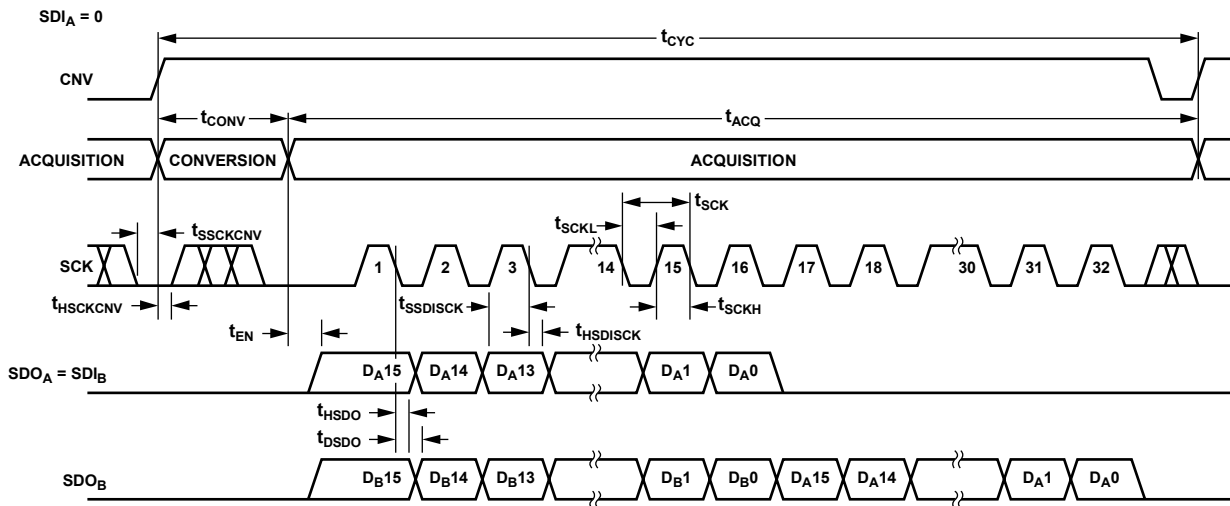 SDIA = 0
tCYC
CNV
tCONV
tACQ
ACQUISITION CONVERSION ACQUISITION
tSCK
tSSCKCNV
tSCKL
SCK 1 2 3 14 15 16 17 18 30 31 32
tHSCKCNV
tSSDISCK
tSCKH
tEN
tHSDISCK
SDOA = SDIB DA15 DA14 DA13 DA1 DA0
tHSDO
tDSDO
SDOB DB15 DB14 DB13 DB1 DB0 DA15 DA14 DA1 DA0